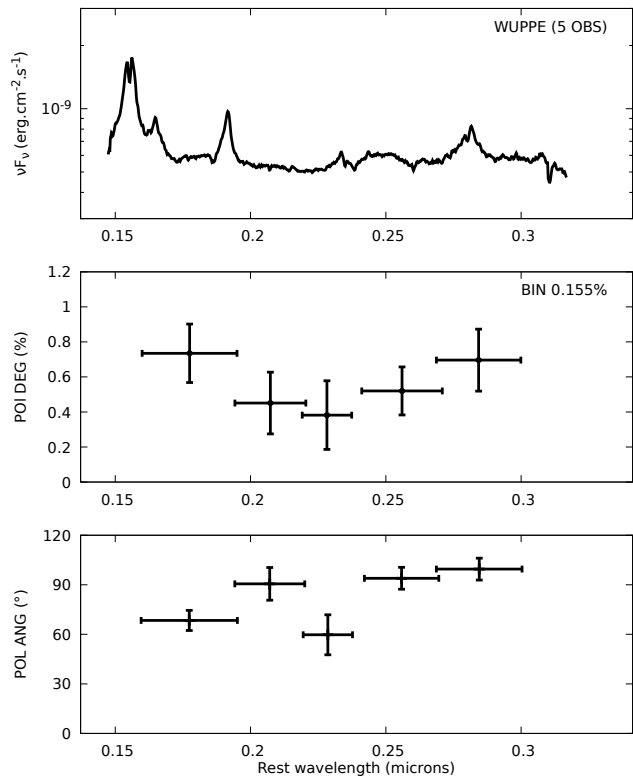 WUPPE (5 OBS)
νFν (erg.cm-2.s-1)
10-9
0.15 0.2 0.25 0.3
BIN 0.155%
POl DEG (%)
1.2
1
0.8
0.6
0.4
0.2
0
0.15 0.2 0.25 0.3
POL ANG (°)
120
90
60
30
0
0.15 0.2 0.25 0.3
Rest wavelength (microns)